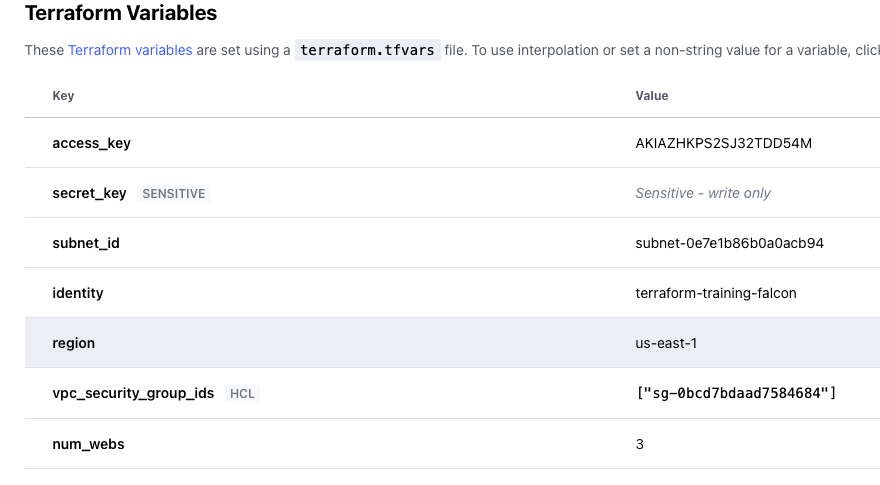 Terraform Variables
These Terraform variables are set using a terraform.tfvars file. To use interpolation or set a non-string value for a variable, clic
Key Value
access_key AKIAZHKPS2SJ32TDD54M
secret_key SENSITIVE Sensitive - write only
subnet_id subnet-0e7e1b86b0a0acb94
identity terraform-training-falcon
region us-east-1
vpc_security_group_ids HCL ["sg-0bcd7bdaad7584684"]
num_webs 3